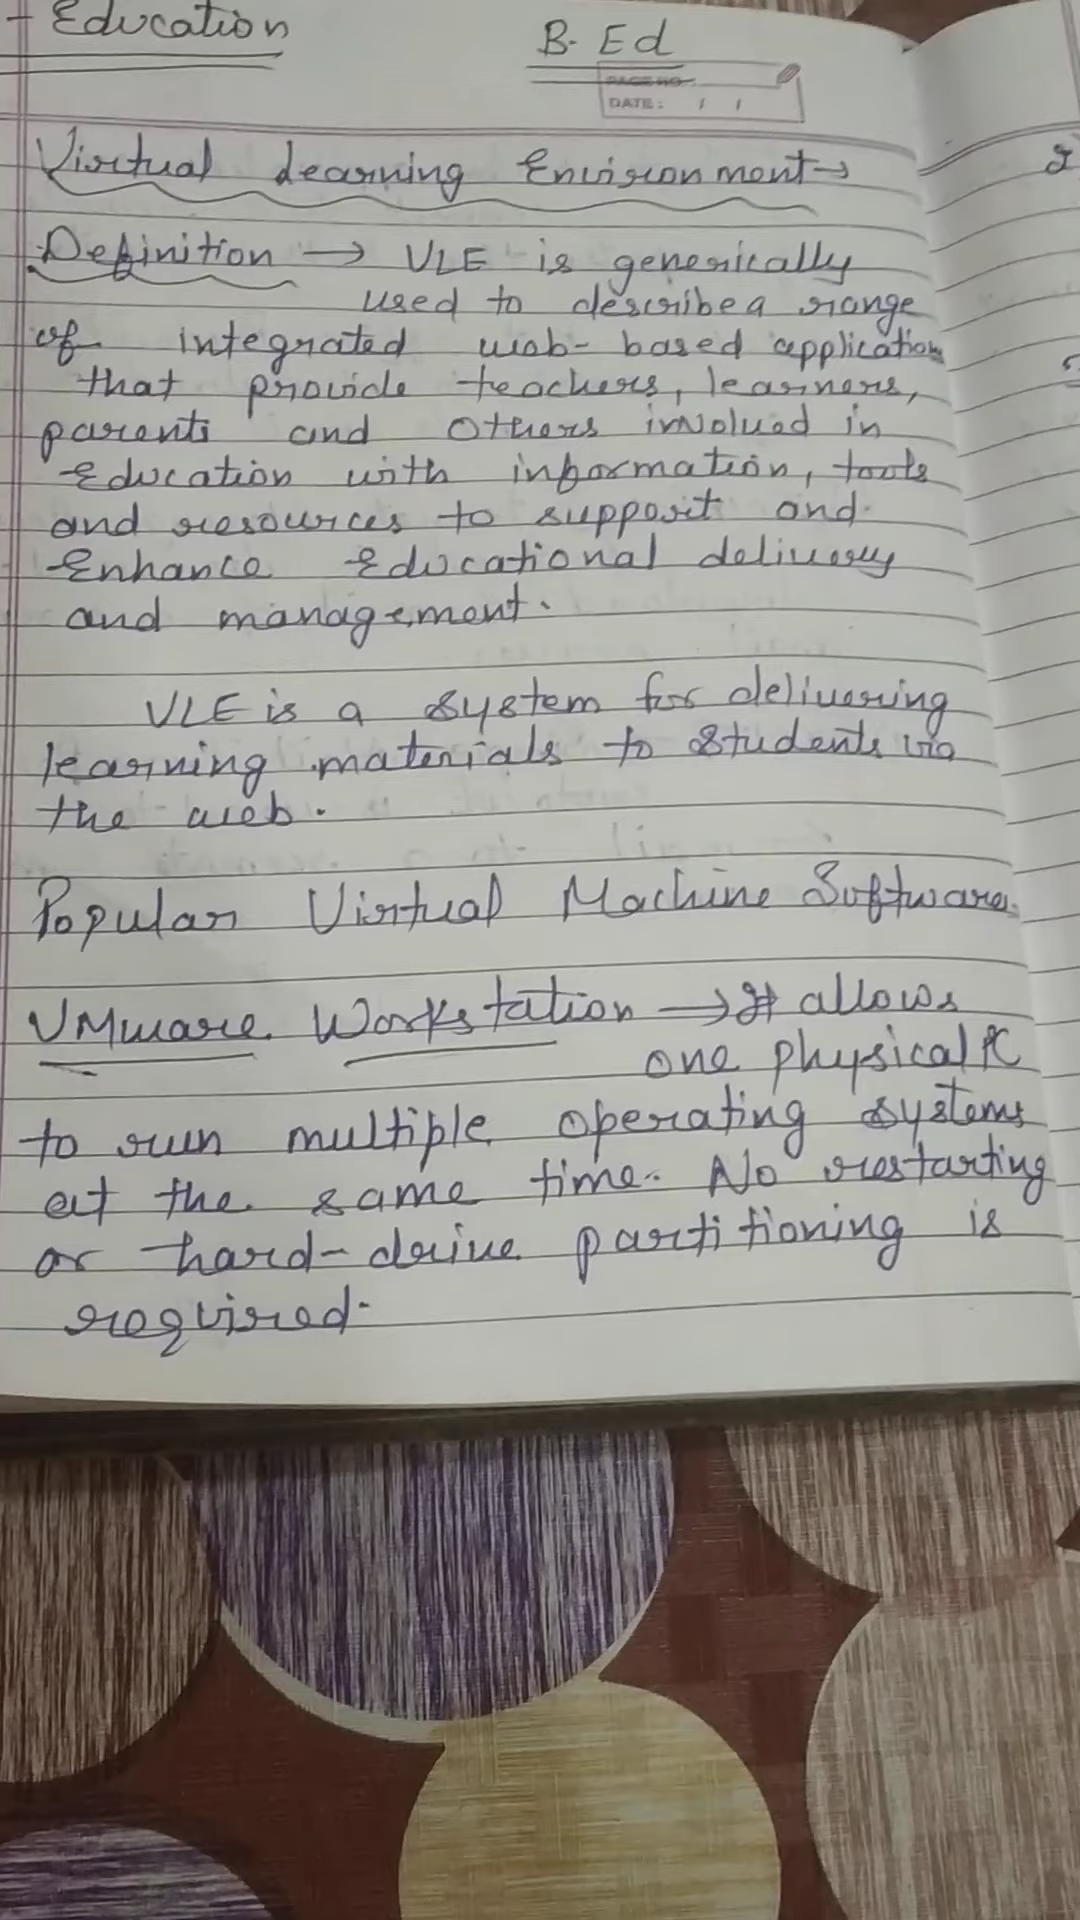 - Education
B. Ed
PAGE NO.
DATE: / /
Virtual Learning Environment →
Definition → VLE is generically
used to describe a range
of integrated web-based application
that provide teachers, learners,
parents and others involved in
Education with information, tools
and resources to support and
Enhance Educational delivery
and management.
VLE is a system for delivering
learning materials to students via
the web.
Popular Virtual Machine Software.
VMware Workstation → It allows
one physical PC
to run multiple operating systems
at the same time. No restarting
or hard-drive partitioning is
required.